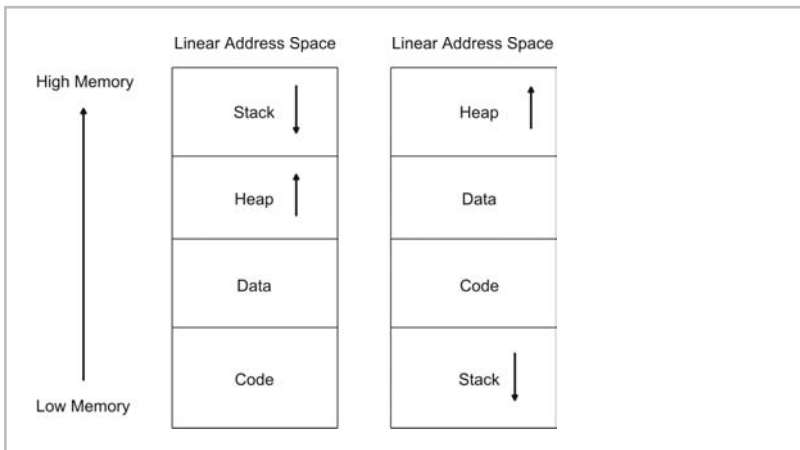 Linear Address Space
Linear Address Space
High Memory
Stack
Heap
Heap
Data
Data
Code
Code
Stack
Low Memory